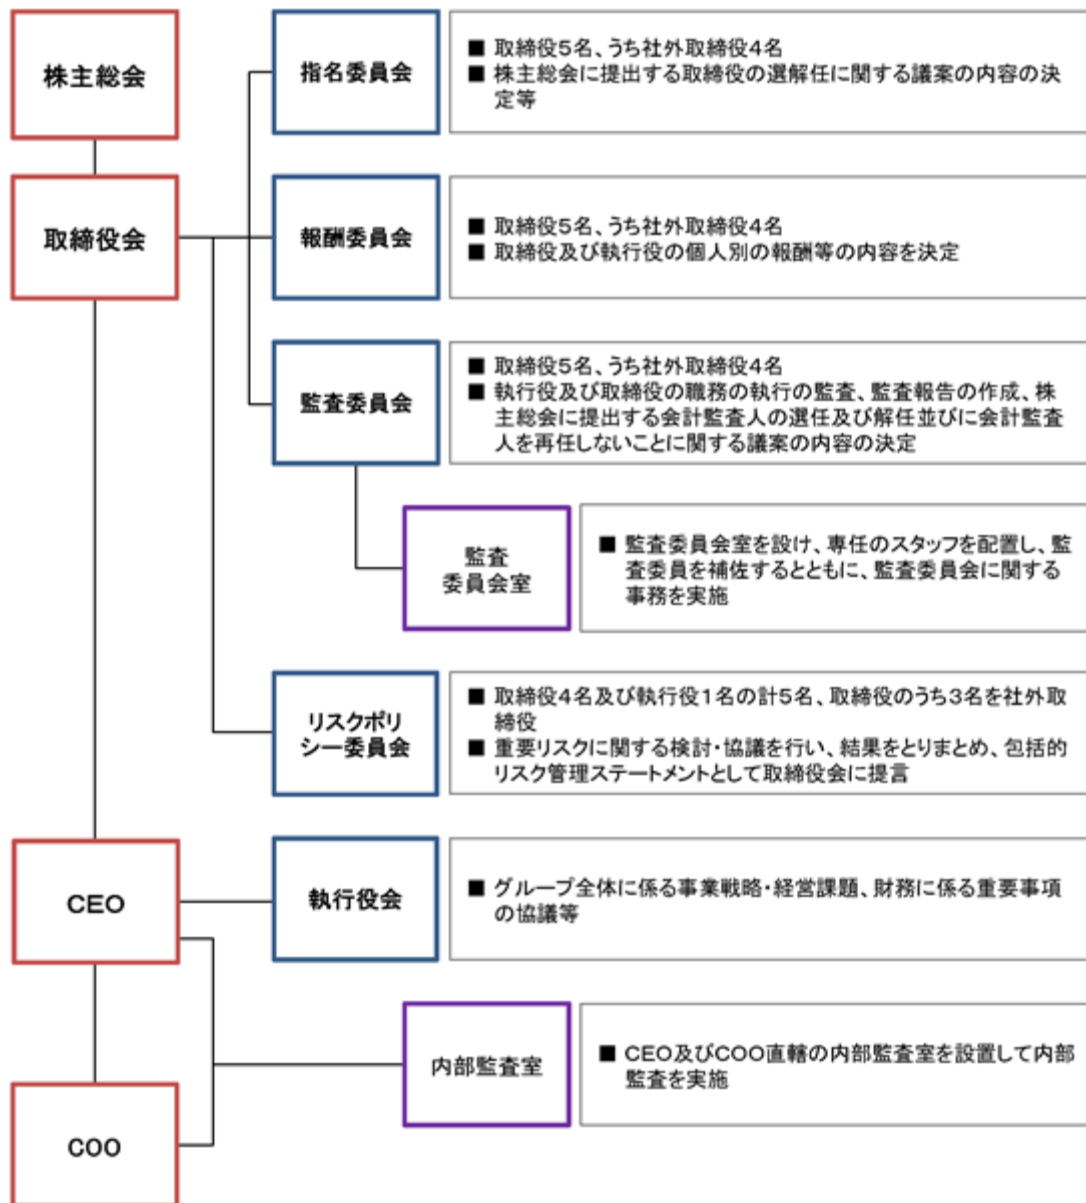 株主総会
指名委員会
■ 取締役5名、うち社外取締役4名
■ 株主総会に提出する取締役の選解任に関する議案の内容の決
定等
取締役会
報酬委員会
■ 取締役5名、うち社外取締役4名
■ 取締役及び執行役の個人別の報酬等の内容を決定
監査委員会
■ 取締役5名、うち社外取締役4名
■ 執行役及び取締役の職務の執行の監査、監査報告の作成、株
主総会に提出する会計監査人の選任及び解任並びに会計監査
人を再任しないことに関する議案の内容の決定
監査
委員会室
■ 監査委員会室を設け、専任のスタッフを配置し、監
査委員を補佐するとともに、監査委員会に関する
事務を実施
リスクポリ
シー委員会
■ 取締役4名及び執行役1名の計5名、取締役のうち3名を社外取
締役
■ 重要リスクに関する検討・協議を行い、結果をとりまとめ、包括的
リスク管理ステートメントとして取締役会に提言
CEO
執行役会
■ グループ全体に係る事業戦略・経営課題、財務に係る重要事項
の協議等
内部監査室
■ CEO及びCOO直轄の内部監査室を設置して内部
監査を実施
COO